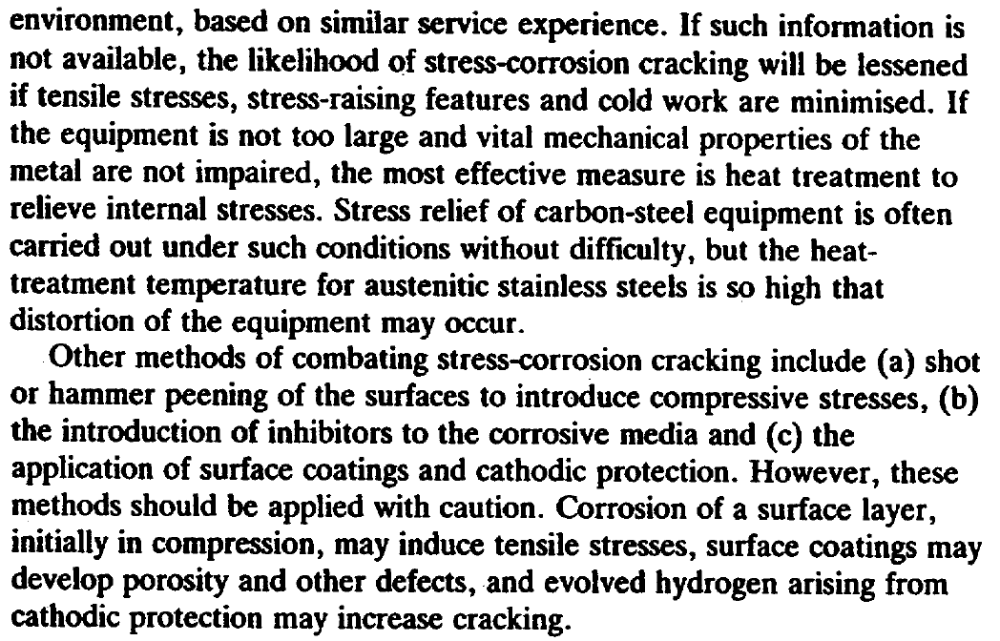 environment, based on similar service experience. If such information is
not available, the likelihood of stress-corrosion cracking will be lessened
if tensile stresses, stress-raising features and cold work are minimised. If
the equipment is not too large and vital mechanical properties of the
metal are not impaired, the most effective measure is heat treatment to
relieve internal stresses. Stress relief of carbon-steel equipment is often
carried out under such conditions without difficulty, but the heat-
treatment temperature for austenitic stainless steels is so high that
distortion of the equipment may occur.
Other methods of combating stress-corrosion cracking include (a) shot
or hammer peening of the surfaces to introduce compressive stresses, (b)
the introduction of inhibitors to the corrosive media and (c) the
application of surface coatings and cathodic protection. However, these
methods should be applied with caution. Corrosion of a surface layer,
initially in compression, may induce tensile stresses, surface coatings may
develop porosity and other defects, and evolved hydrogen arising from
cathodic protection may increase cracking.